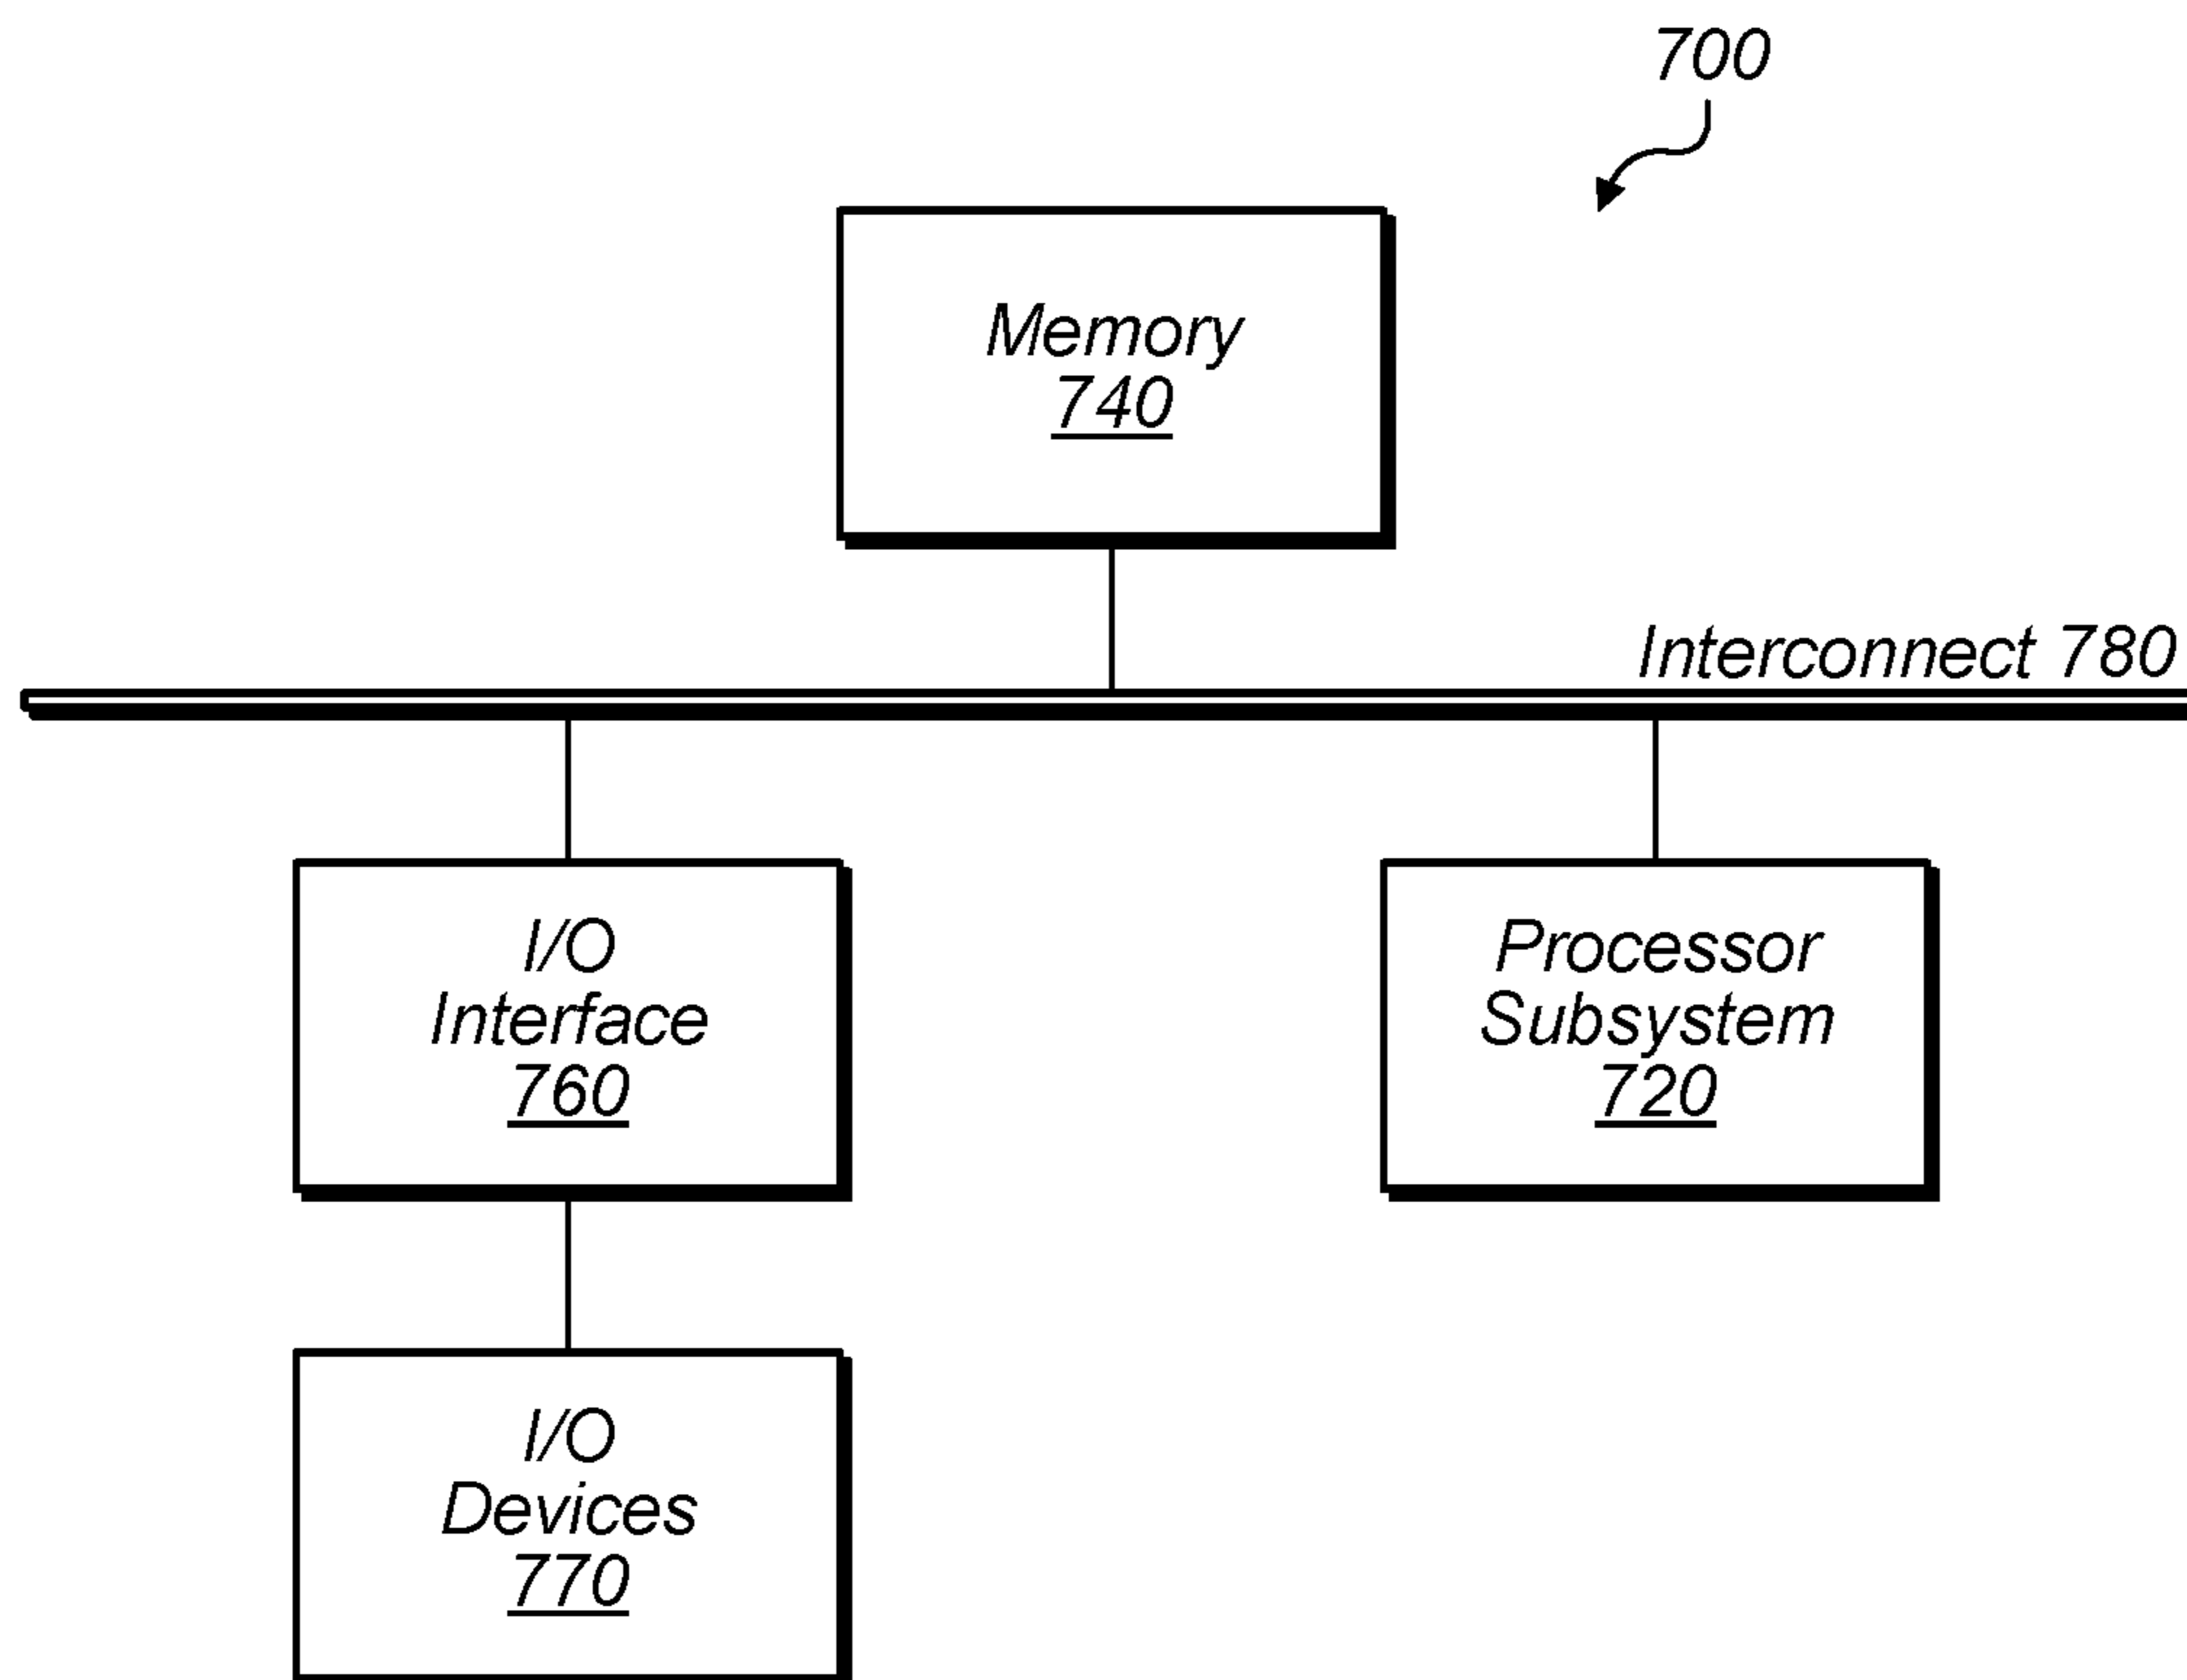 700
Memory
740
Interconnect 780
I/O
Interface
760
Processor
Subsystem
720
I/O
Devices
770